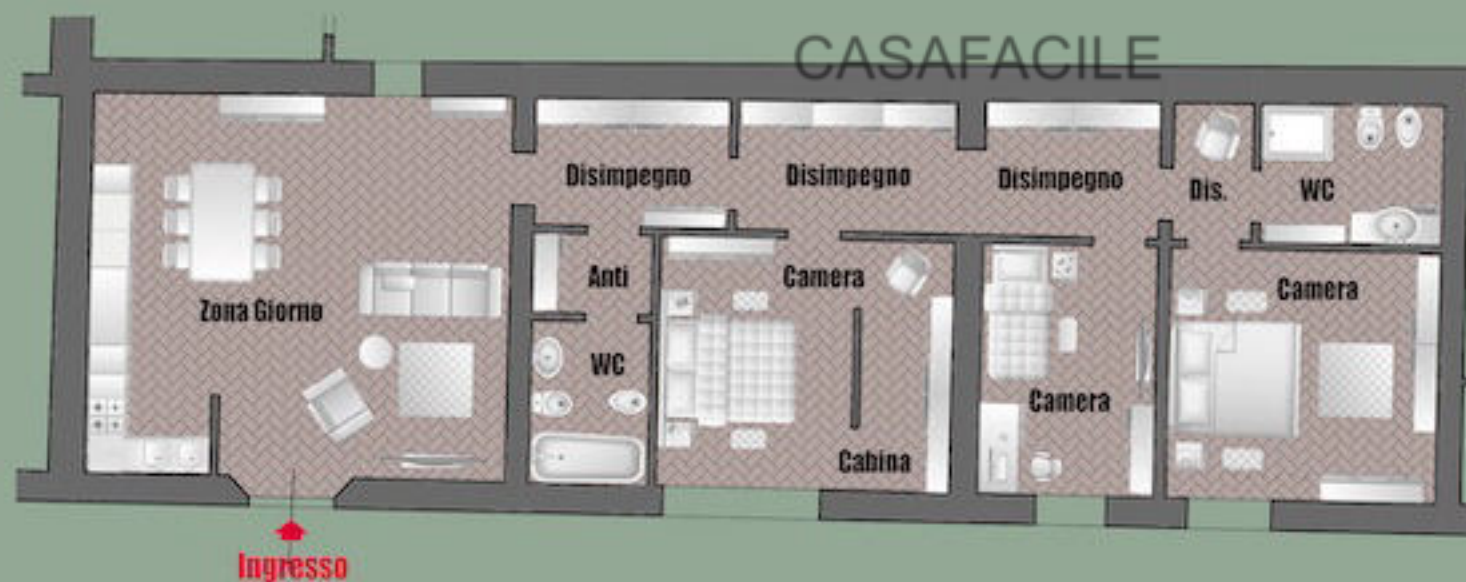 CASAFACILE
Disimpegno
Disimpegno
Disimpegno
Dis.
WC
Anti
Camera
Camera
Zona Giorno
WC
Camera
Cabina
Ingresso